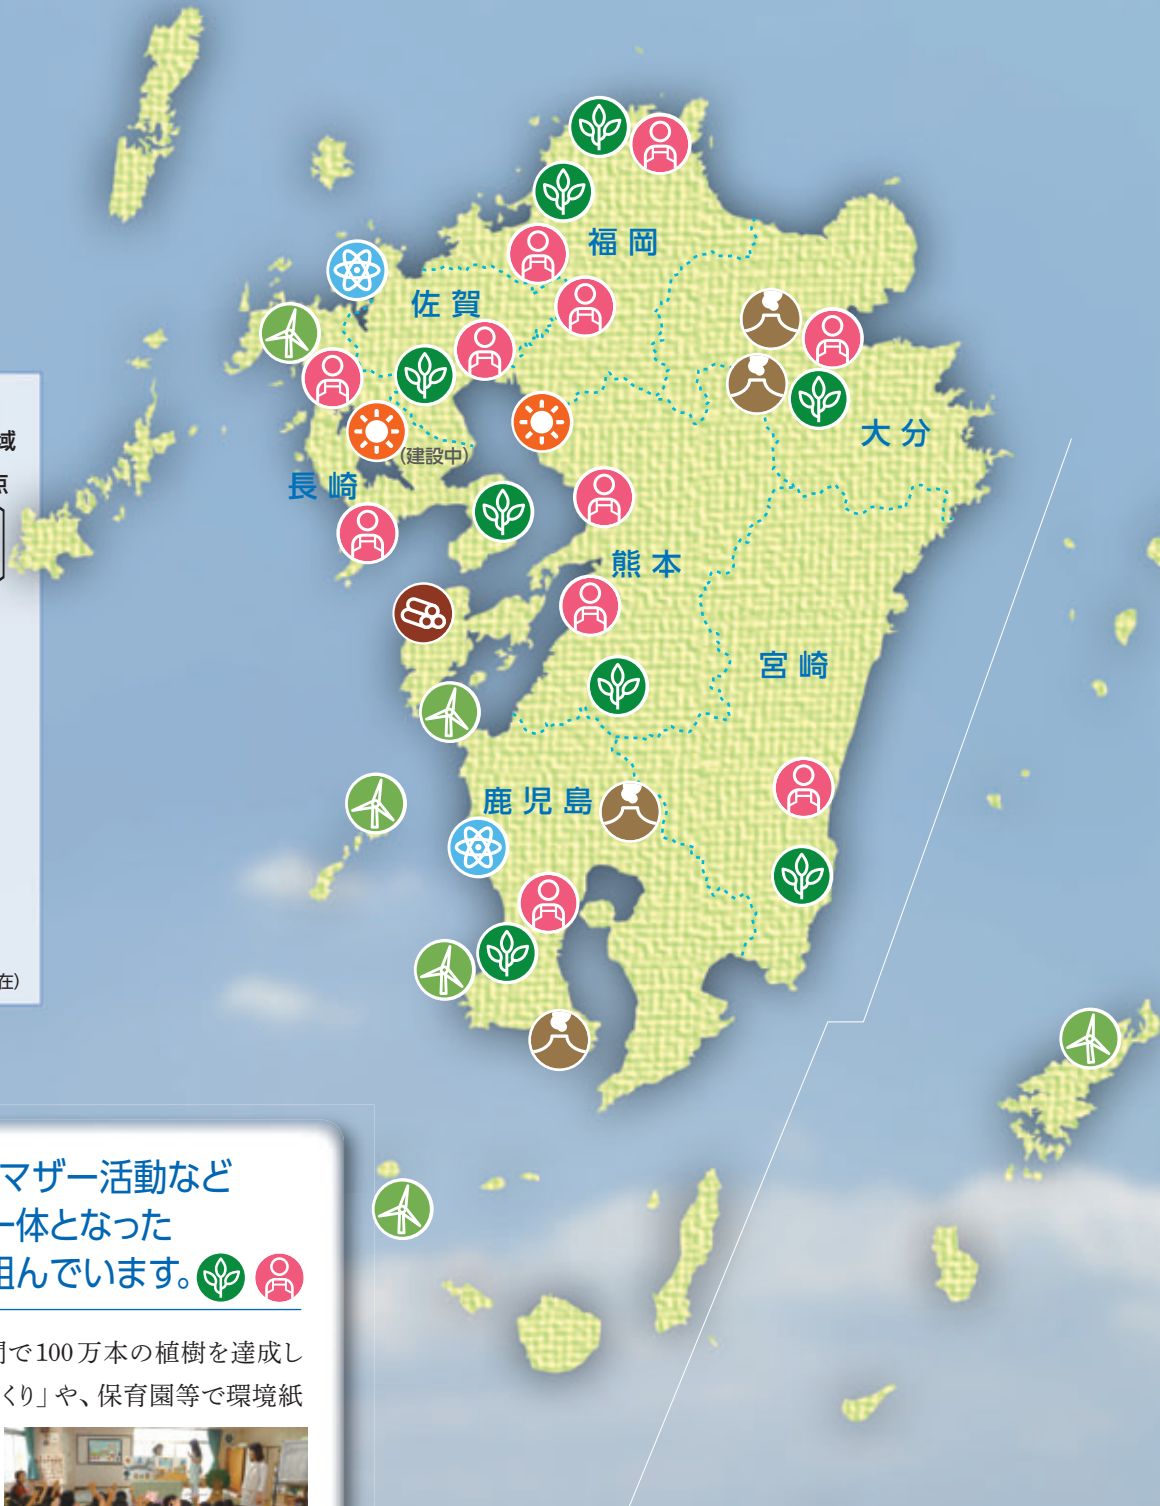 福岡
佐賀
大分
(建設中)
長崎
熊本
宮崎
鹿児島
域
点
在)
マザー活動など
一体となった
組んでいます。
間で100万本の植樹を達成し
くり」や、保育園等で環境紙